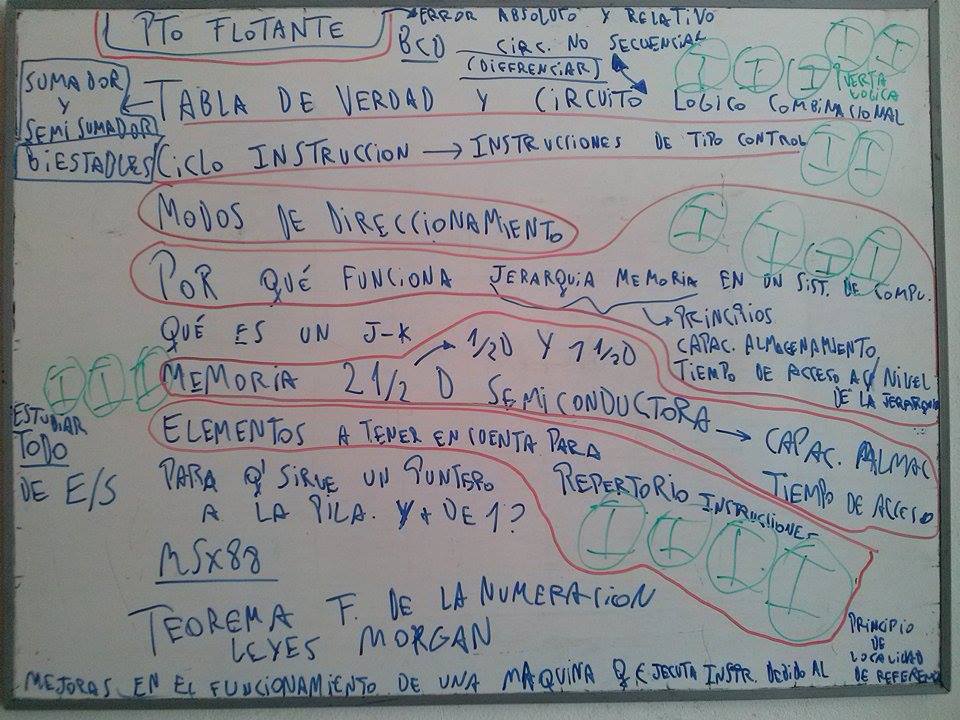 PTO FLOTANTE
ERROR ABSOLUTO Y RELATIVO
BCD
CIRC. NO SECUENCIAL
(DIFERENCIAR)
I I I I I
PUERTA
LOGICA
SUMADOR
Y
SEMISUMADOR
BIESTABLES
TABLA DE VERDAD Y CIRCUITO LOGICO COMBINACIONAL
CICLO INSTRUCCION → INSTRUCCIONES DE TIPO CONTROL
I I
MODOS DE DIRECCIONAMIENTO
I I I I
POR QUÉ FUNCIONA JERARQUIA MEMORIA EN UN SIST. DE COMPU.
PRINCIPIOS
CAPAC. ALMACENAMIENTO
TIEMPO DE ACCESO A NIVEL
DE LA JERARQUIA
QUÉ ES UN J-K
I I I
MEMORIA 2 1/2 D
1/2D Y 1 1/2D
SEMICONDUCTORA → CAPAC. ALMAC
TIEMPO DE ACCESO
ESTUDIAR
TODO
DE E/S
ELEMENTOS A TENER EN CUENTA PARA
REPERTORIO INSTRUCCIONES
I I I I
PARA Q' SIRVE UN PUNTERO
A LA PILA. Y + DE 1?
MSX88
TEOREMA F. DE LA NUMERACION
LEYES MORGAN
MEJORAS EN EL FUNCIONAMIENTO DE UNA MAQUINA Q EJECUTA INSTR. DEBIDO AL
PRINCIPIO
DE
LOCALIDAD
DE REFERENC